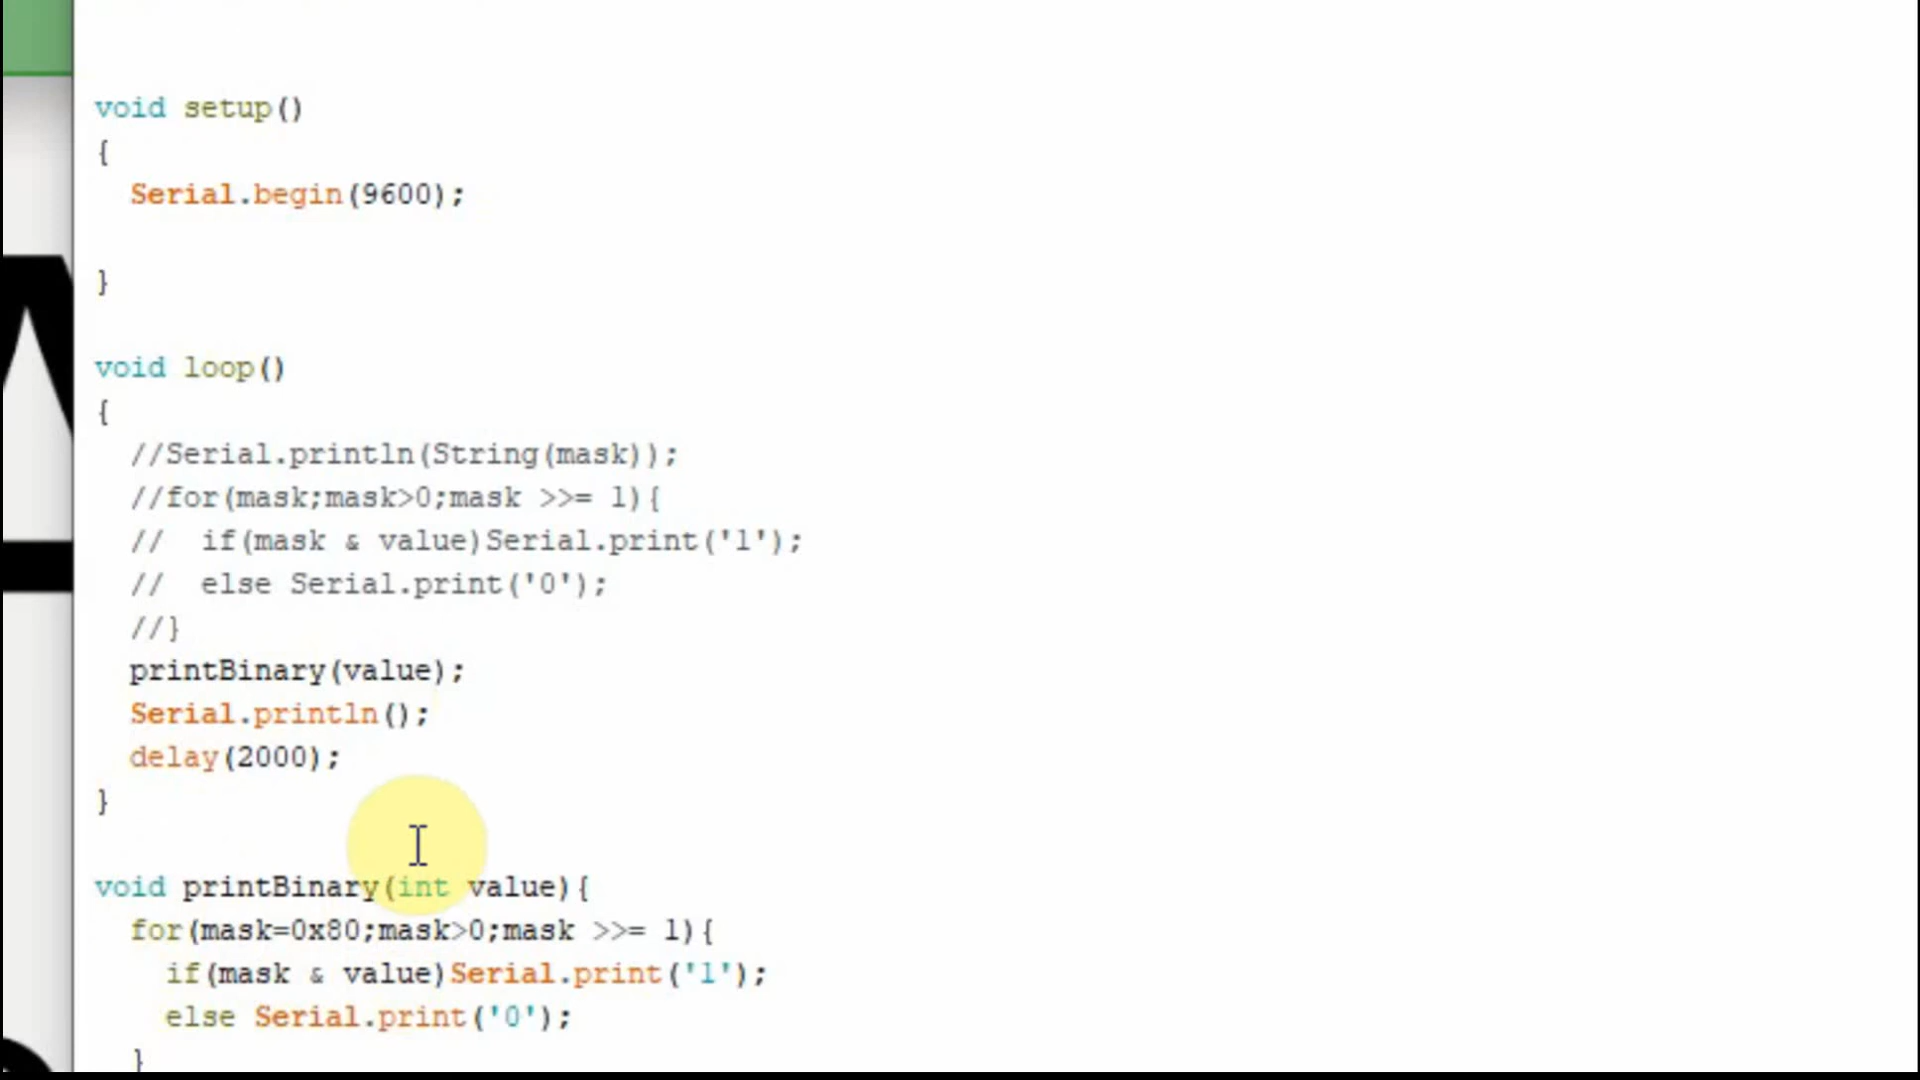 void setup()
{
  Serial.begin(9600);
}
void loop()
{
  //Serial.println(String(mask));
  //for(mask;mask>0;mask >>= 1){
  //  if(mask & value)Serial.print('1');
  //  else Serial.print('0');
  //}
  printBinary(value);
  Serial.println();
  delay(2000);
}
void printBinary(int value){
  for(mask=0x80;mask>0;mask >>= 1){
    if(mask & value)Serial.print('1');
    else Serial.print('0');
  }